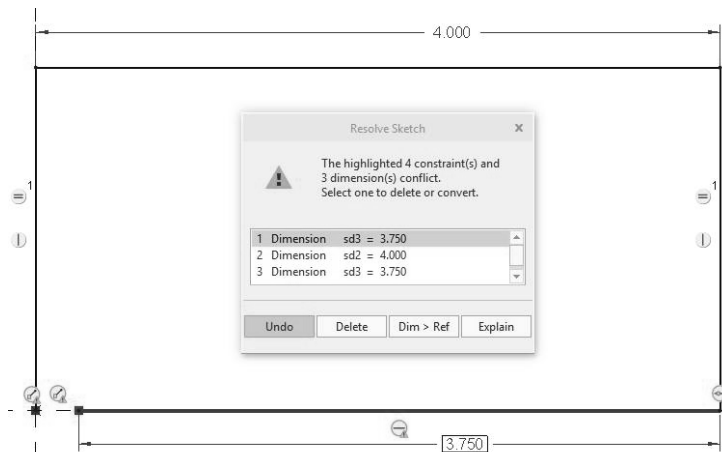 4.000
Resolve Sketch
The highlighted 4 constraint(s) and
3 dimension(s) conflict.
Select one to delete or convert.
1
1
1 Dimension sd3 = 3.750
2 Dimension sd2 = 4.000
3 Dimension sd3 = 3.750
Undo Delete Dim > Ref Explain
3.750